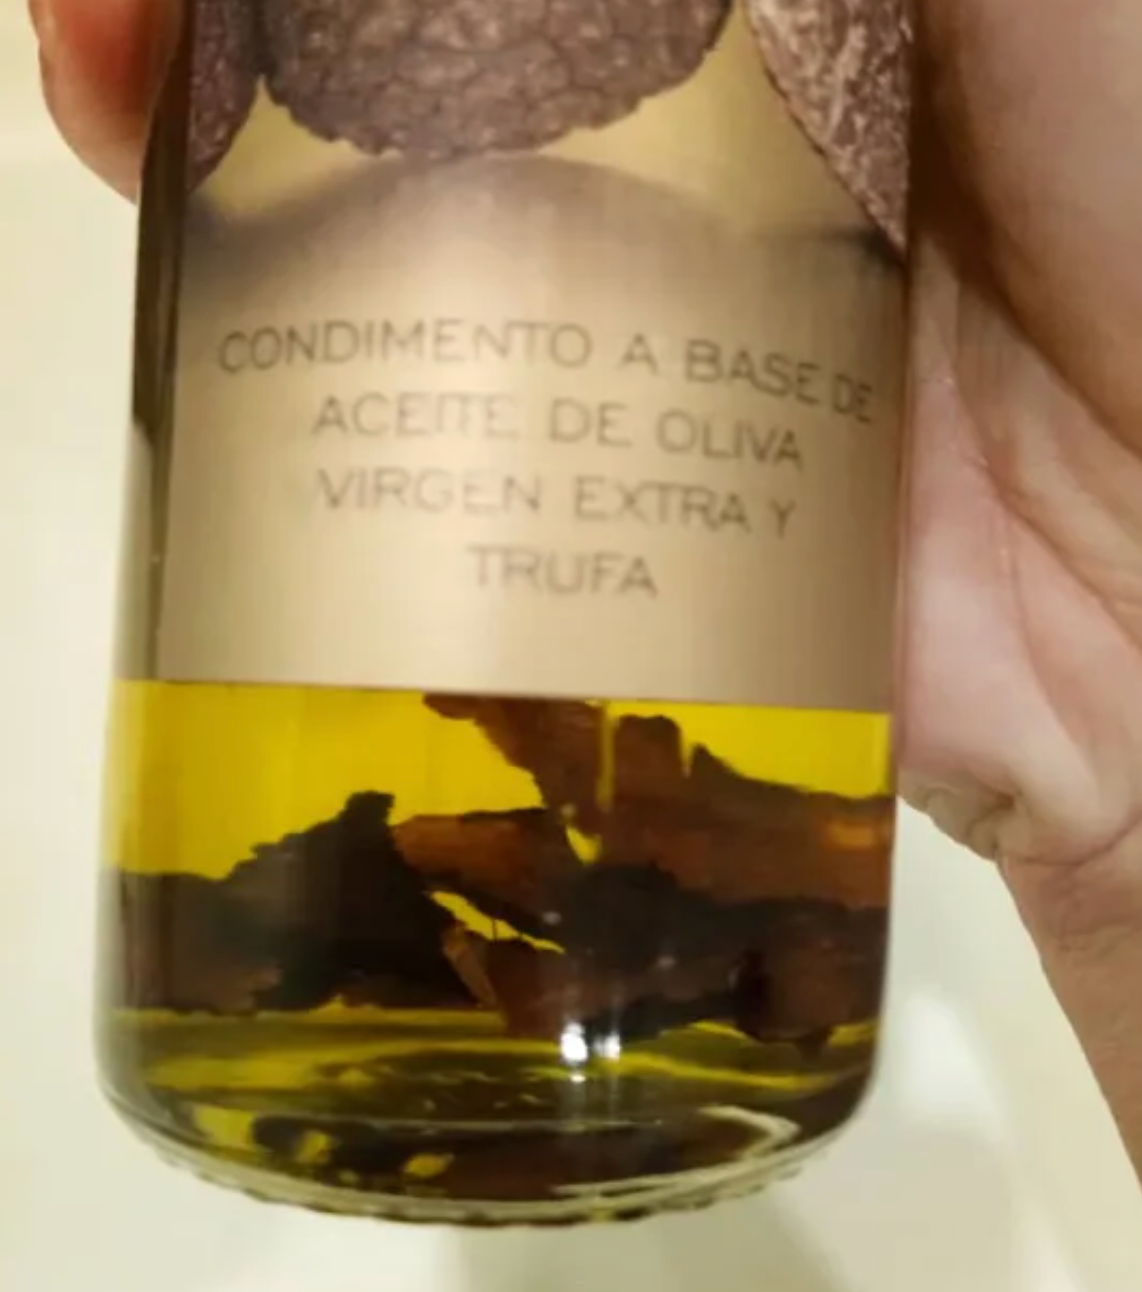 CONDIMENTO A BASE DE
ACEITE DE OLIVA
VIRGEN EXTRA Y
TRUFA